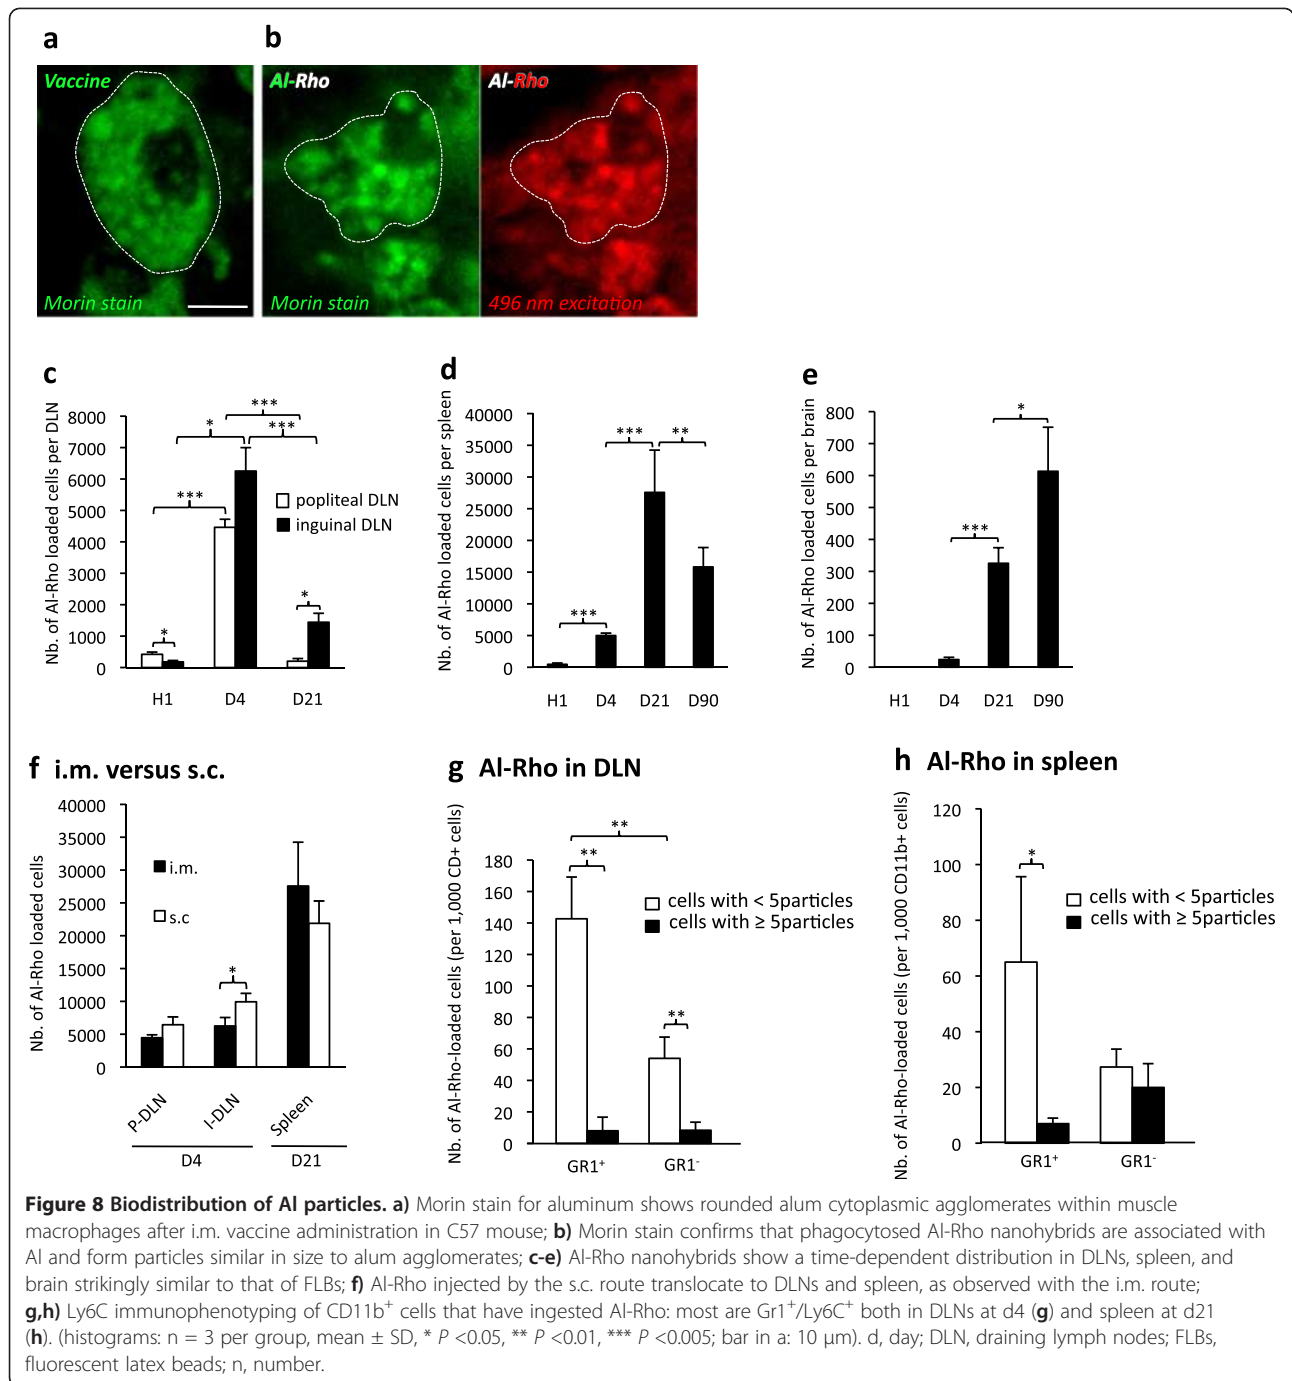 a
b
Vaccine
Morin stain
Al-Rho
Morin stain
Al-Rho
496 nm excitation
c
Nb. of Al-Rho loaded cells per DLN
8000
7000
6000
5000
4000
3000
2000
1000
0
***
*
***
***
*
*
popliteal DLN
inguinal DLN
H1 D4 D21
d
Nb. of Al-Rho loaded cells per spleen
40000
35000
30000
25000
20000
15000
10000
5000
0
***
**
***
H1 D4 D21 D90
e
Nb. of Al-Rho loaded cells per brain
800
700
600
500
400
300
200
100
0
*
***
H1 D4 D21 D90
f i.m. versus s.c.
Nb. of Al-Rho loaded cells
40000
35000
30000
25000
20000
15000
10000
5000
0
i.m.
s.c
*
P-DLN I-DLN Spleen
D4 D21
g Al-Rho in DLN
Nb. of Al-Rho-loaded cells (per 1,000 CD+ cells)
180
160
140
120
100
80
60
40
20
0
**
**
**
cells with < 5particles
cells with ≥ 5particles
GR1⁺ GR1⁻
h Al-Rho in spleen
Nb. of Al-Rho-loaded cells (per 1,000 CD11b+ cells)
120
100
80
60
40
20
0
*
cells with < 5particles
cells with ≥ 5particles
GR1⁺ GR1⁻
Figure 8 Biodistribution of Al particles. a) Morin stain for aluminum shows rounded alum cytoplasmic agglomerates within muscle
macrophages after i.m. vaccine administration in C57 mouse; b) Morin stain confirms that phagocytosed Al-Rho nanohybrids are associated with
Al and form particles similar in size to alum agglomerates; c-e) Al-Rho nanohybrids show a time-dependent distribution in DLNs, spleen, and
brain strikingly similar to that of FLBs; f) Al-Rho injected by the s.c. route translocate to DLNs and spleen, as observed with the i.m. route;
g,h) Ly6C immunophenotyping of CD11b⁺ cells that have ingested Al-Rho: most are Gr1⁺/Ly6C⁺ both in DLNs at d4 (g) and spleen at d21
(h). (histograms: n = 3 per group, mean ± SD, * P <0.05, ** P <0.01, *** P <0.005; bar in a: 10 μm). d, day; DLN, draining lymph nodes; FLBs,
fluorescent latex beads; n, number.